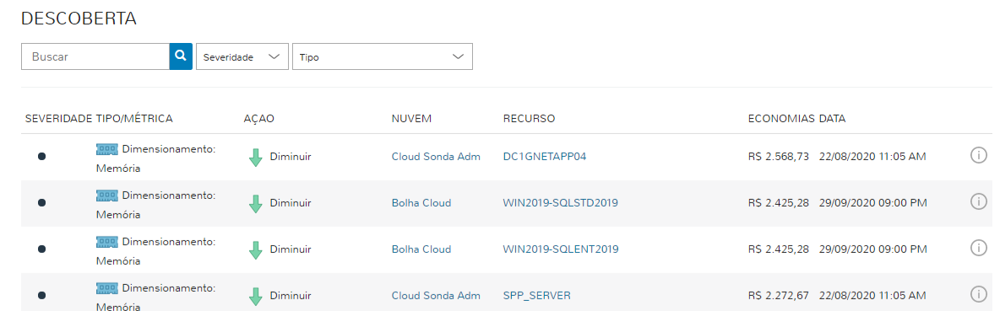 DESCOBERTA
Buscar Severidade Tipo
SEVERIDADE TIPO/MÉTRICA AÇAO NUVEM RECURSO ECONOMIAS DATA
Dimensionamento:
Memória Diminuir Cloud Sonda Adm DC1GNETAPP04 R$ 2.568,73 22/08/2020 11:05 AM
Dimensionamento:
Memória Diminuir Bolha Cloud WIN2019-SQLSTD2019 R$ 2.425,28 29/09/2020 09:00 PM
Dimensionamento:
Memória Diminuir Bolha Cloud WIN2019-SQLENT2019 R$ 2.425,28 29/09/2020 09:00 PM
Dimensionamento:
Memória Diminuir Cloud Sonda Adm SPP_SERVER R$ 2.272,67 22/08/2020 11:05 AM